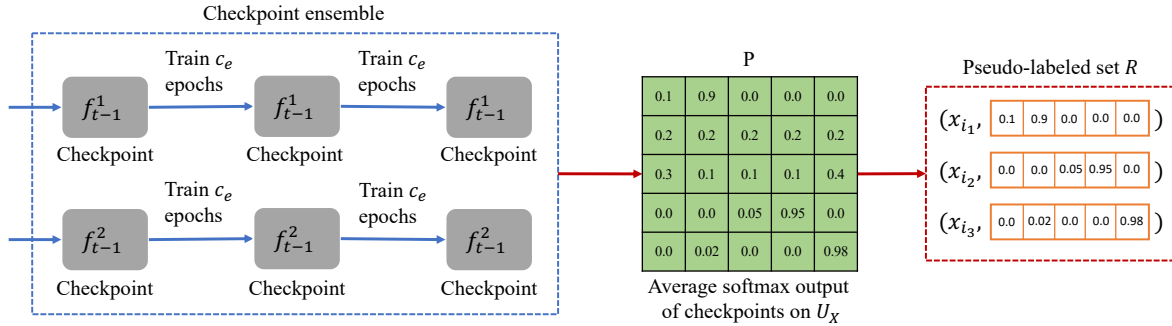 Checkpoint ensemble
Train c_e epochs
Train c_e epochs
f^1_{t-1}
f^1_{t-1}
f^1_{t-1}
Checkpoint
Checkpoint
Checkpoint
Train c_e epochs
Train c_e epochs
f^2_{t-1}
f^2_{t-1}
f^2_{t-1}
Checkpoint
Checkpoint
Checkpoint
P
0.1 0.9 0.0 0.0 0.0
0.2 0.2 0.2 0.2 0.2
0.3 0.1 0.1 0.1 0.4
0.0 0.0 0.05 0.95 0.0
0.0 0.02 0.0 0.0 0.98
Average softmax output
of checkpoints on U_X
Pseudo-labeled set R
(x_{i_1}, 0.1 0.9 0.0 0.0 0.0 )
(x_{i_2}, 0.0 0.0 0.05 0.95 0.0 )
(x_{i_3}, 0.0 0.02 0.0 0.0 0.98 )